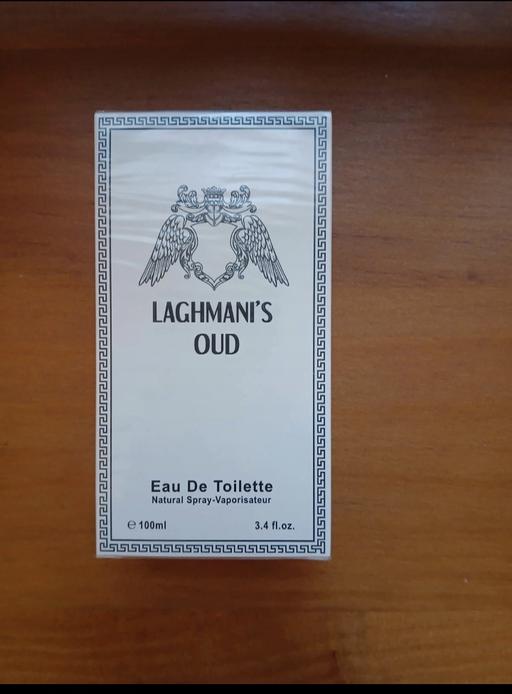 LAGHMANI'S
OUD
Eau De Toilette
Natural Spray-Vaporisateur
℮ 100ml 3.4 fl.oz.